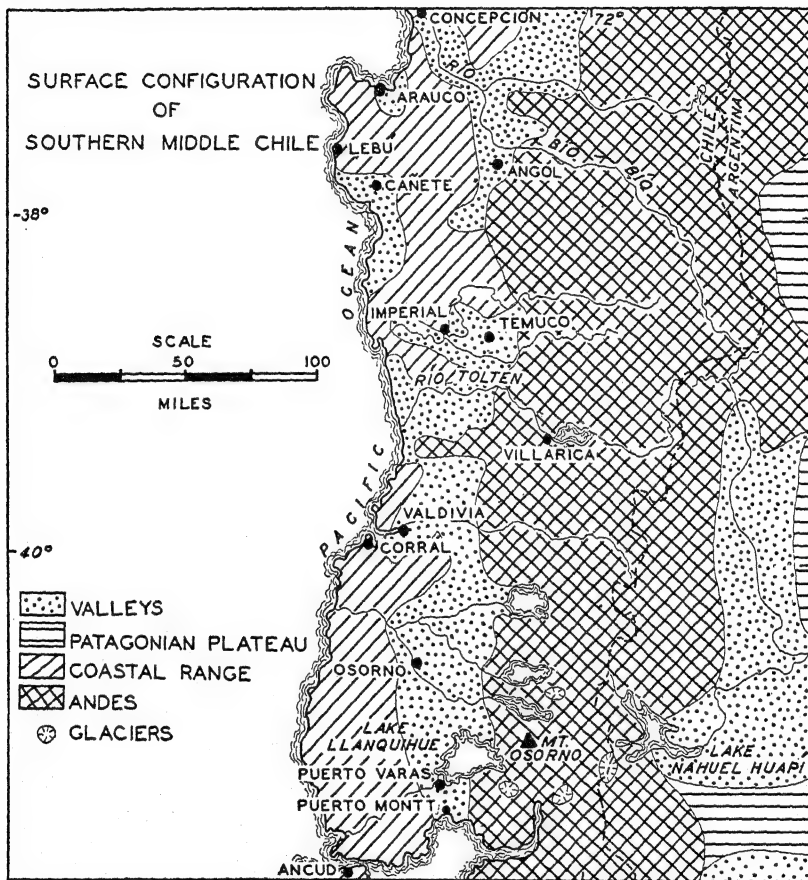 CONCEPCION
72°
SURFACE CONFIGURATION
OF
SOUTHERN MIDDLE CHILE
RIO BIO - BIO
ARAUCO
CHILE
ARGENTINA
LEBU
ANGOL
CANETE
-38°
PACIFIC OCEAN
IMPERIAL
TEMUCO
SCALE
0 50 100
MILES
RIO TOLTEN
VILLARICA
VALDIVIA
-40°
CORRAL
VALLEYS
PATAGONIAN PLATEAU
COASTAL RANGE
ANDES
GLACIERS
OSORNO
LAKE
LLANQUIHUE
MT.
OSORNO
LAKE
NAHUEL HUAPI
PUERTO VARAS
PUERTO MONTT
ANCUD